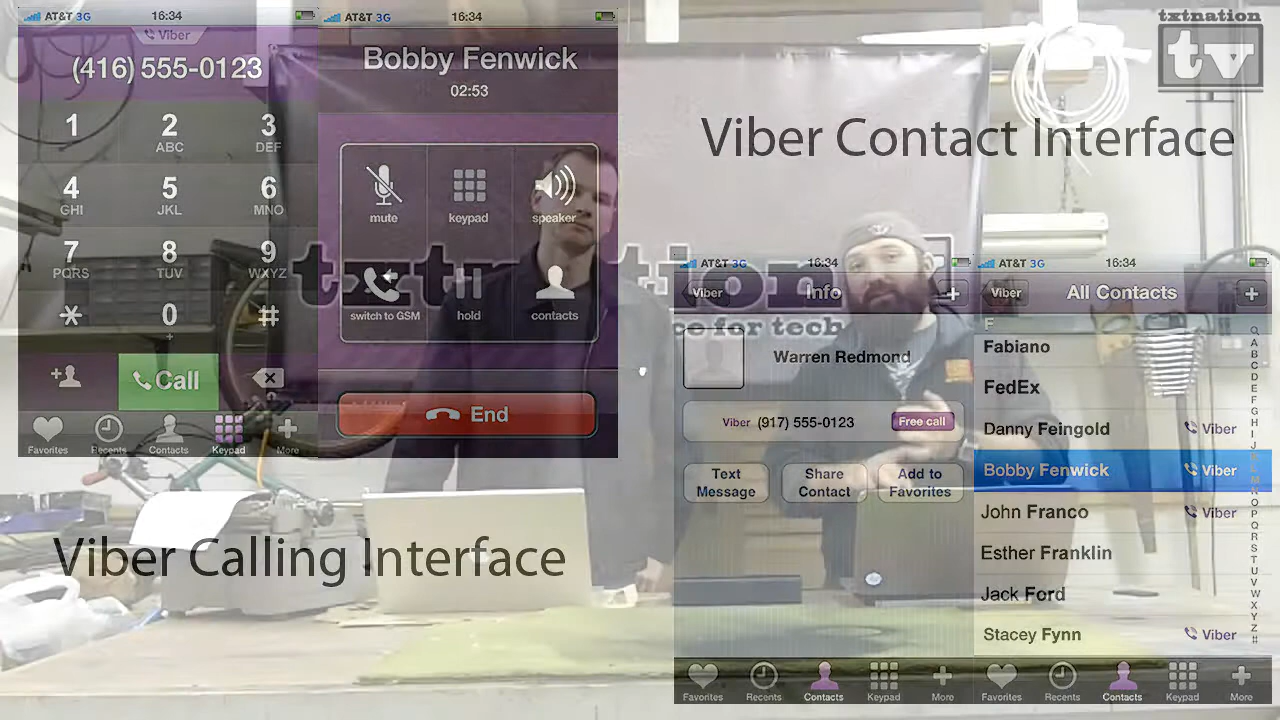 AT&T 3G 16:34
Viber
(416) 555-0123
1
2 ABC
3 DEF
4 GHI
5 JKL
6 MNO
7 PQRS
8 TUV
9 WXYZ
*
0 +
#
Call
Favorites Recents Contacts Keypad More
AT&T 3G 16:34
Bobby Fenwick
02:53
mute keypad speaker
switch to GSM hold contacts
End
txtnation
tv
Viber Contact Interface
Viber Calling Interface
AT&T 3G 16:34
Viber Info +
Warren Redmond
Viber (917) 555-0123 Free call
Text Message
Share Contact
Add to Favorites
Favorites Recents Contacts Keypad More
AT&T 3G 16:34
Viber All Contacts +
F
Fabiano
FedEx
Danny Feingold Viber
Bobby Fenwick Viber
John Franco Viber
Esther Franklin
Jack Ford
Stacey Fynn Viber
A
B
C
D
E
F
G
H
I
J
K
L
M
N
O
P
Q
R
S
T
U
V
W
X
Y
Z
#
Favorites Recents Contacts Keypad More
ce for tech